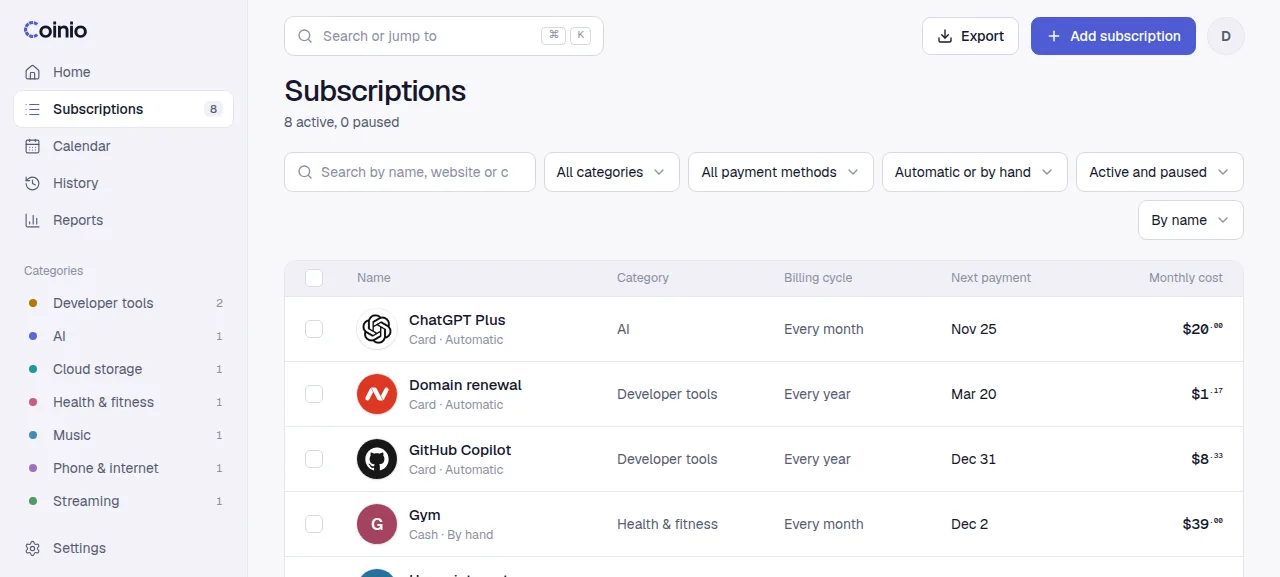 Coinio
Home
Subscriptions 8
Calendar
History
Reports
Categories
Developer tools 2
AI 1
Cloud storage 1
Health & fitness 1
Music 1
Phone & internet 1
Streaming 1
Settings
Search or jump to ⌘ K
Export
+ Add subscription
D
Subscriptions
8 active, 0 paused
Search by name, website or c
All categories
All payment methods
Automatic or by hand
Active and paused
By name
Name Category Billing cycle Next payment Monthly cost
ChatGPT Plus
Card · Automatic
AI Every month Nov 25 $20.00
Domain renewal
Card · Automatic
Developer tools Every year Mar 20 $1.17
GitHub Copilot
Card · Automatic
Developer tools Every year Dec 31 $8.33
G
Gym
Cash · By hand
Health & fitness Every month Dec 2 $39.00